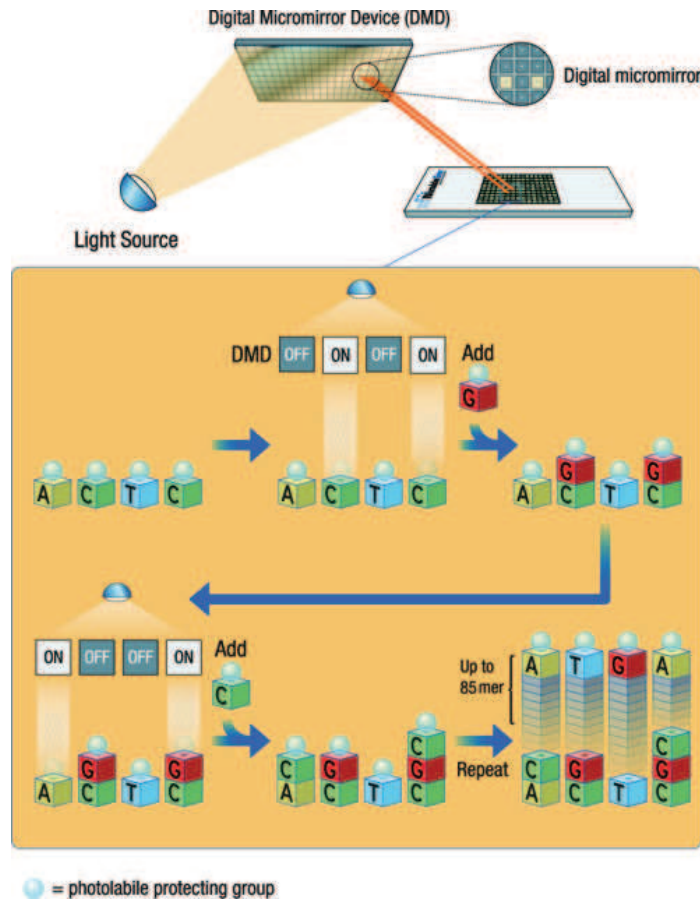 Digital Micromirror Device (DMD)
Digital micromirror
Light Source
DMD OFF ON OFF ON Add
G
A C T C
A C T C
G G
A C T C
ON OFF OFF ON Add
C
G G
A C T C
C
C G G
A C T C
Repeat
Up to
85 mer
A T G A
C
C G G
A C T C
= photolabile protecting group